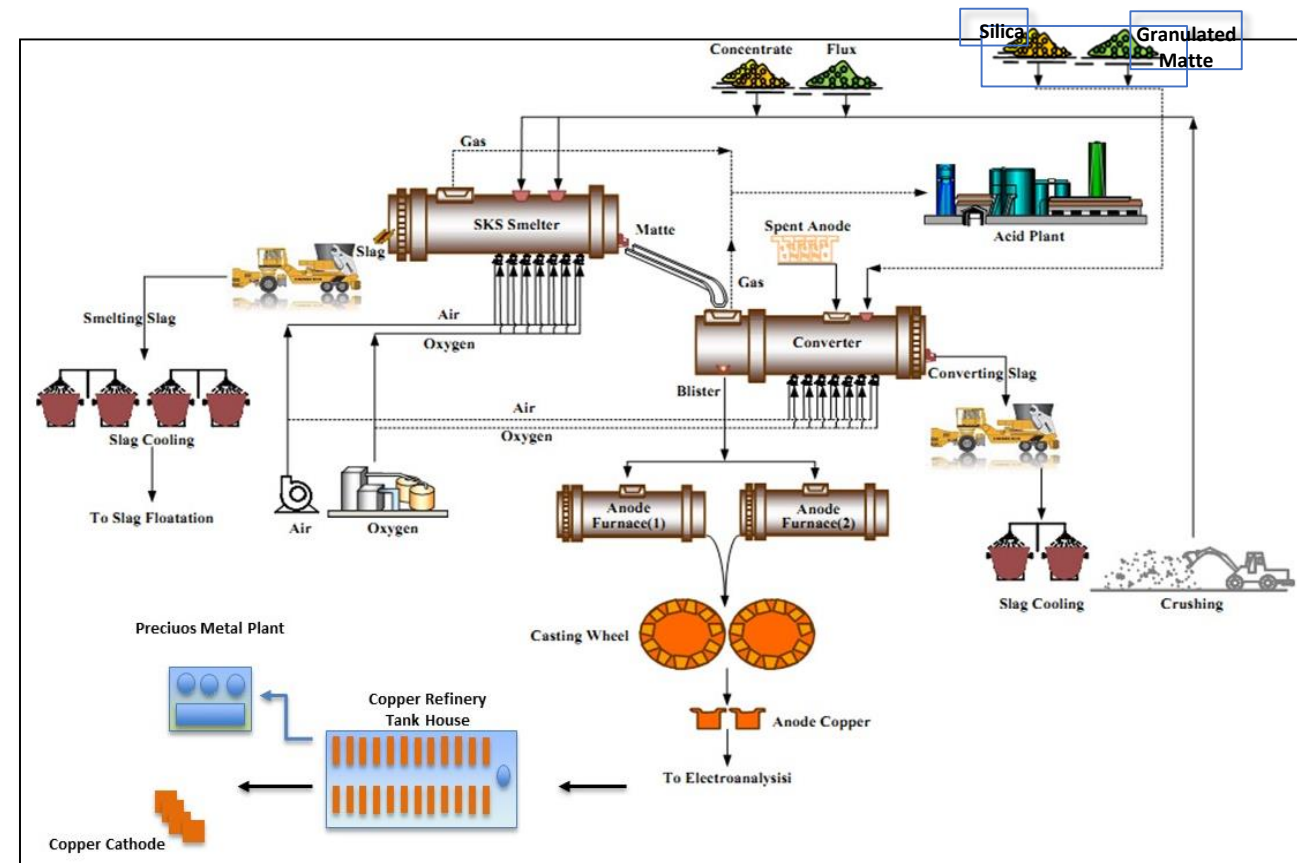 Silica
Granulated
Matte
Concentrate
Flux
Gas
SKS Smelter
Matte
Slag
Spent Anode
Acid Plant
Gas
Smelting Slag
Air
Oxygen
Converter
Converting Slag
Blister
Air
Oxygen
Slag Cooling
To Slag Floatation
Air
Oxygen
Anode
Furnace(1)
Anode
Furnace(2)
Slag Cooling
Crushing
Casting Wheel
Preciuos Metal Plant
Copper Refinery
Tank House
Anode Copper
To Electroanalysisi
Copper Cathode